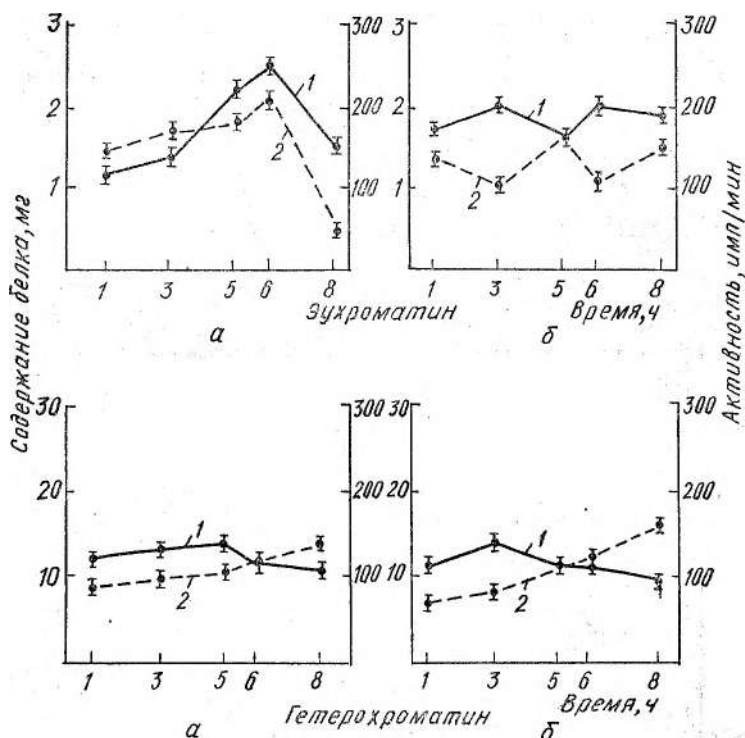 Содержание белка, мг
3
2
1
1 3 5 6 8
1
2
300
200
100
а
Эухроматин
3
2
1
1 3 5 6 8
1
2
300
200
100
б
Время, ч
Активность, имп/мин
30
20
10
1 3 5 6 8
1
2
300
200
100
а
Гетерохроматин
30
20
10
1 3 5 6 8
1
2
300
200
100
б
Время, ч